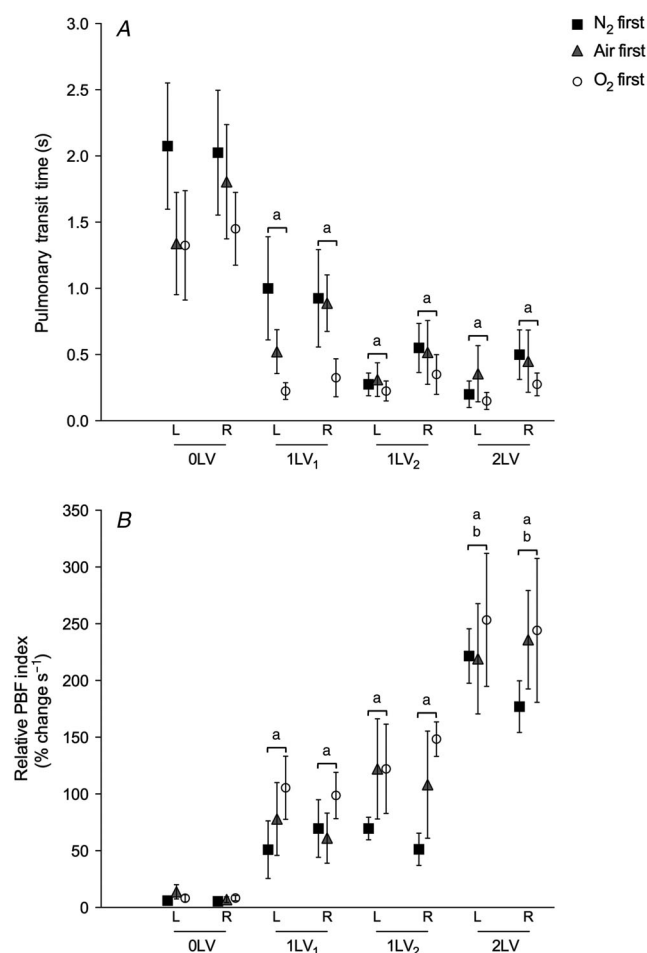 A
N₂ first
Air first
O₂ first
Pulmonary transit time (s)
3.0
2.5
2.0
1.5
1.0
0.5
0.0
a
a
a
a
a
a
L R L R L R L R
0LV 1LV₁ 1LV₂ 2LV
B
Relative PBF index
(% change s⁻¹)
350
300
250
200
150
100
50
0
a
a
a
a
a
b
a
b
L R L R L R L R
0LV 1LV₁ 1LV₂ 2LV